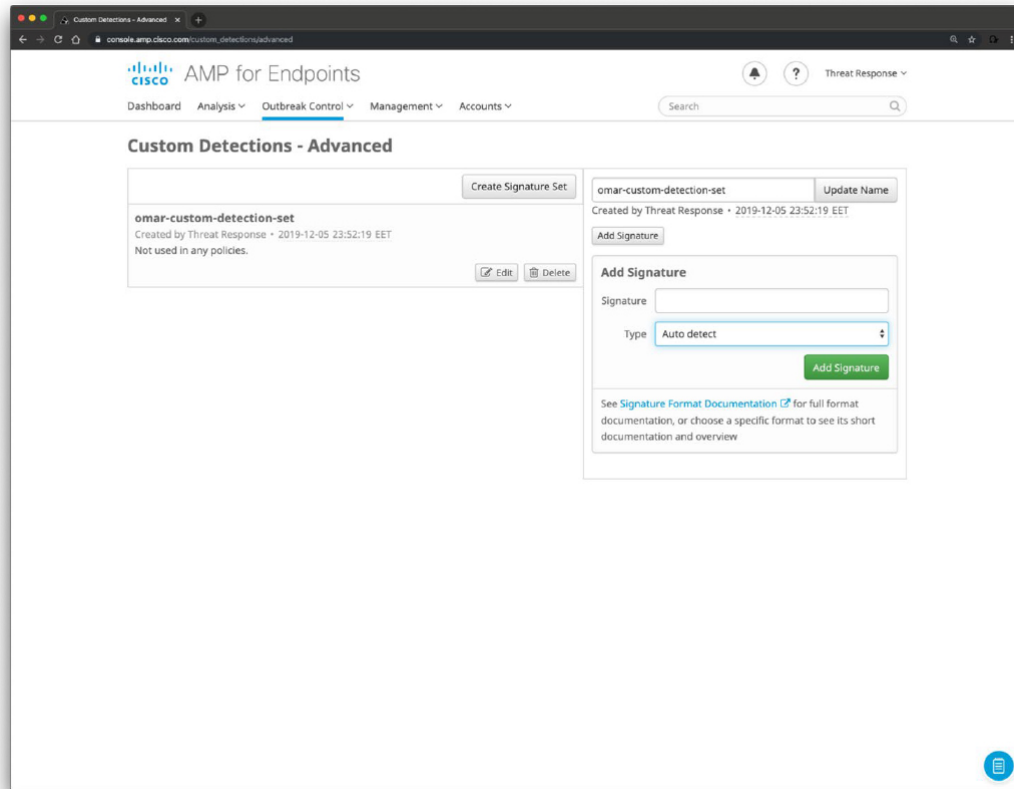 Custom Detections - Advanced
console.amp.cisco.com/custom_detections/advanced
cisco AMP for Endpoints
? Threat Response
Dashboard Analysis Outbreak Control Management Accounts
Search
Custom Detections - Advanced
Create Signature Set
omar-custom-detection-set
Created by Threat Response • 2019-12-05 23:52:19 EET
Not used in any policies.
Edit Delete
omar-custom-detection-set Update Name
Created by Threat Response • 2019-12-05 23:52:19 EET
Add Signature
Add Signature
Signature
Type Auto detect
Add Signature
See Signature Format Documentation for full format
documentation, or choose a specific format to see its short
documentation and overview